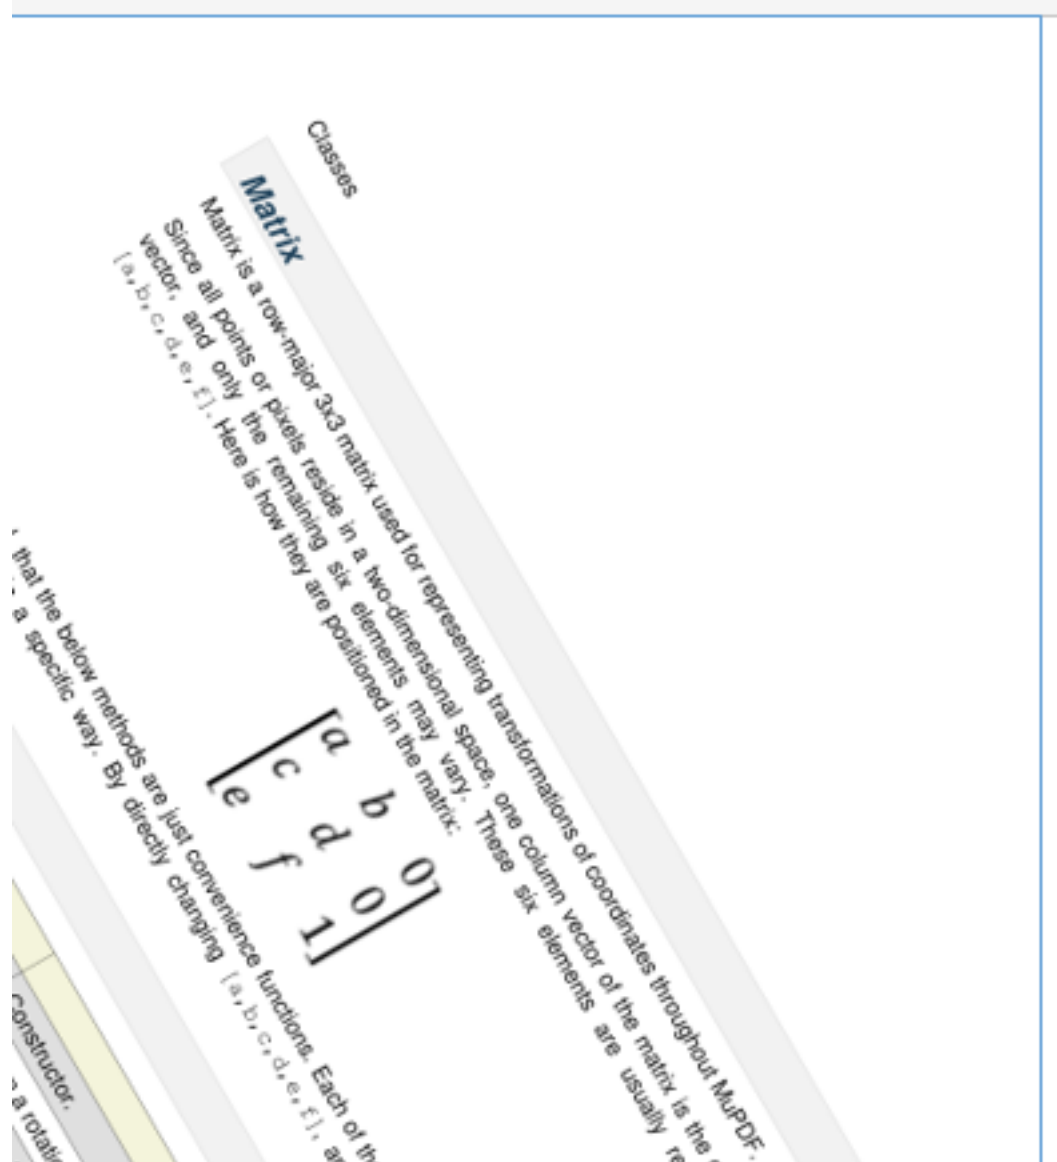 Classes
Matrix
Matrix is a row-major 3x3 matrix used for representing transformations of coordinates throughout MuPDF.
Since all points or pixels reside in a two-dimensional space, one column vector of the matrix is the
vector, and only the remaining six elements may vary. These six elements are usually re
[a,b,c,d,e,f]. Here is how they are positioned in the matrix:
a b 0
c d 0
e f 1
that the below methods are just convenience functions. Each of th
a specific way. By directly changing [a,b,c,d,e,f], a
constructor.
a rotati